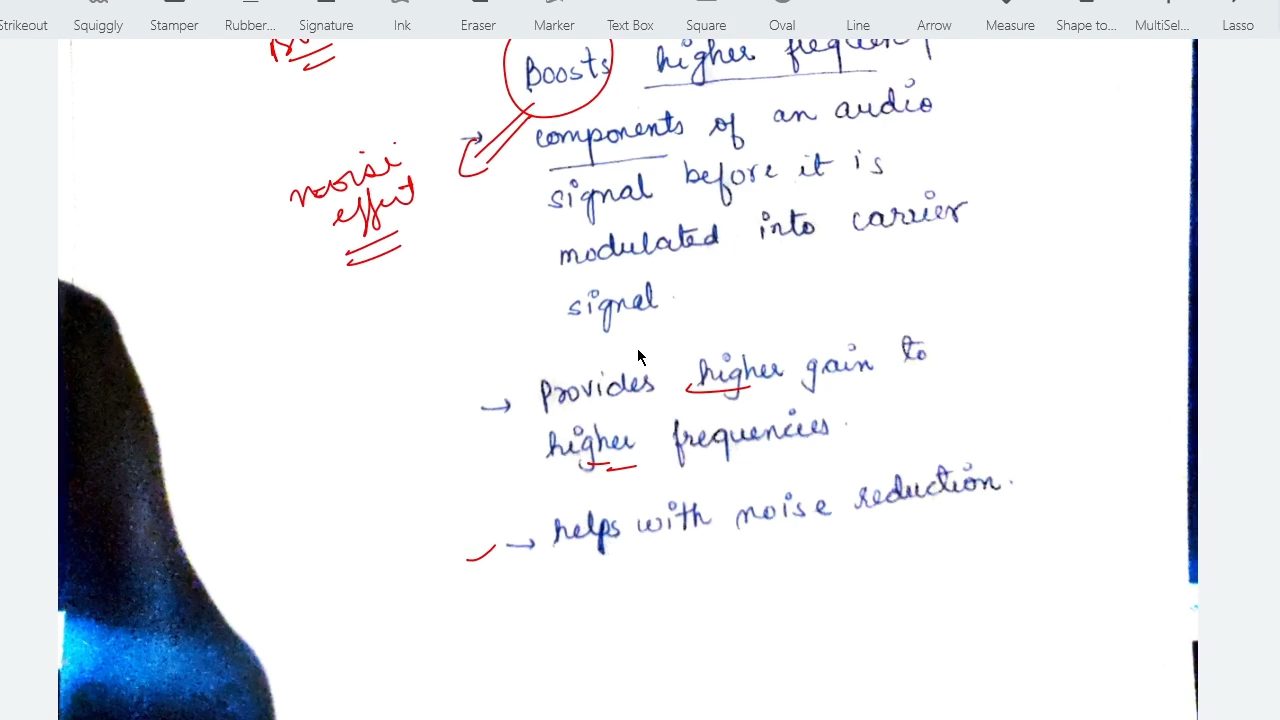 Strikeout Squiggly Stamper Rubber... Signature Ink Eraser Marker Text Box Square Oval Line Arrow Measure Shape to... MultiSel... Lasso
Boosts higher
→ components of an audio
signal before it is
modulated into carrier
signal.
noise
effect
→ Provides higher gain to
higher frequencies.
→ helps with noise reduction.